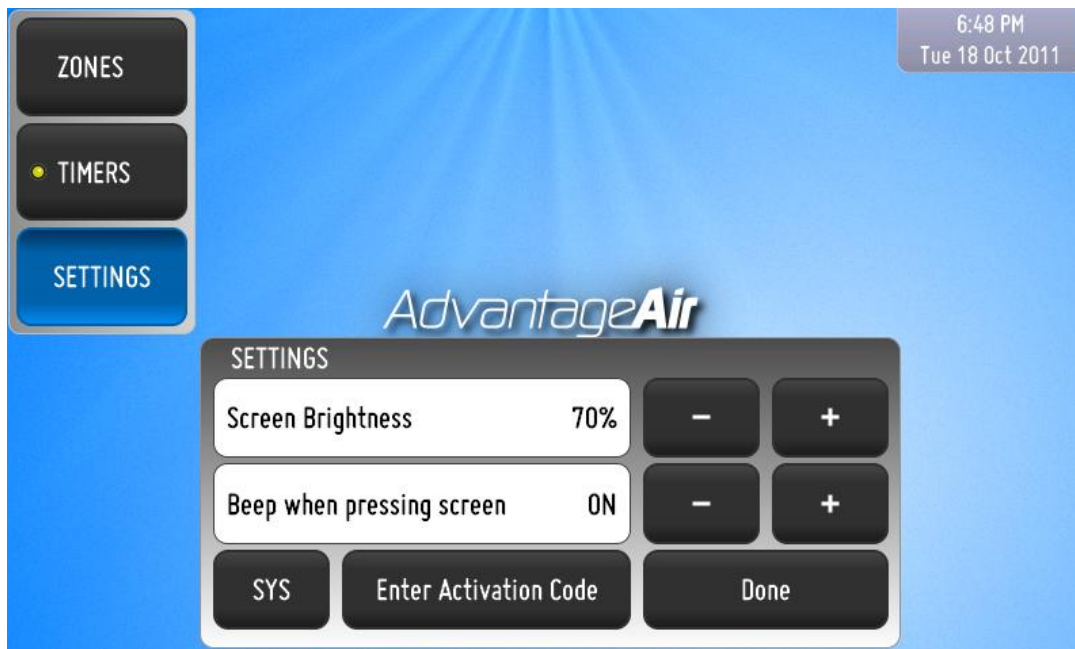 ZONES
TIMERS
SETTINGS
6:48 PM
Tue 18 Oct 2011
AdvantageAir
SETTINGS
Screen Brightness 70% - +
Beep when pressing screen ON - +
SYS Enter Activation Code Done